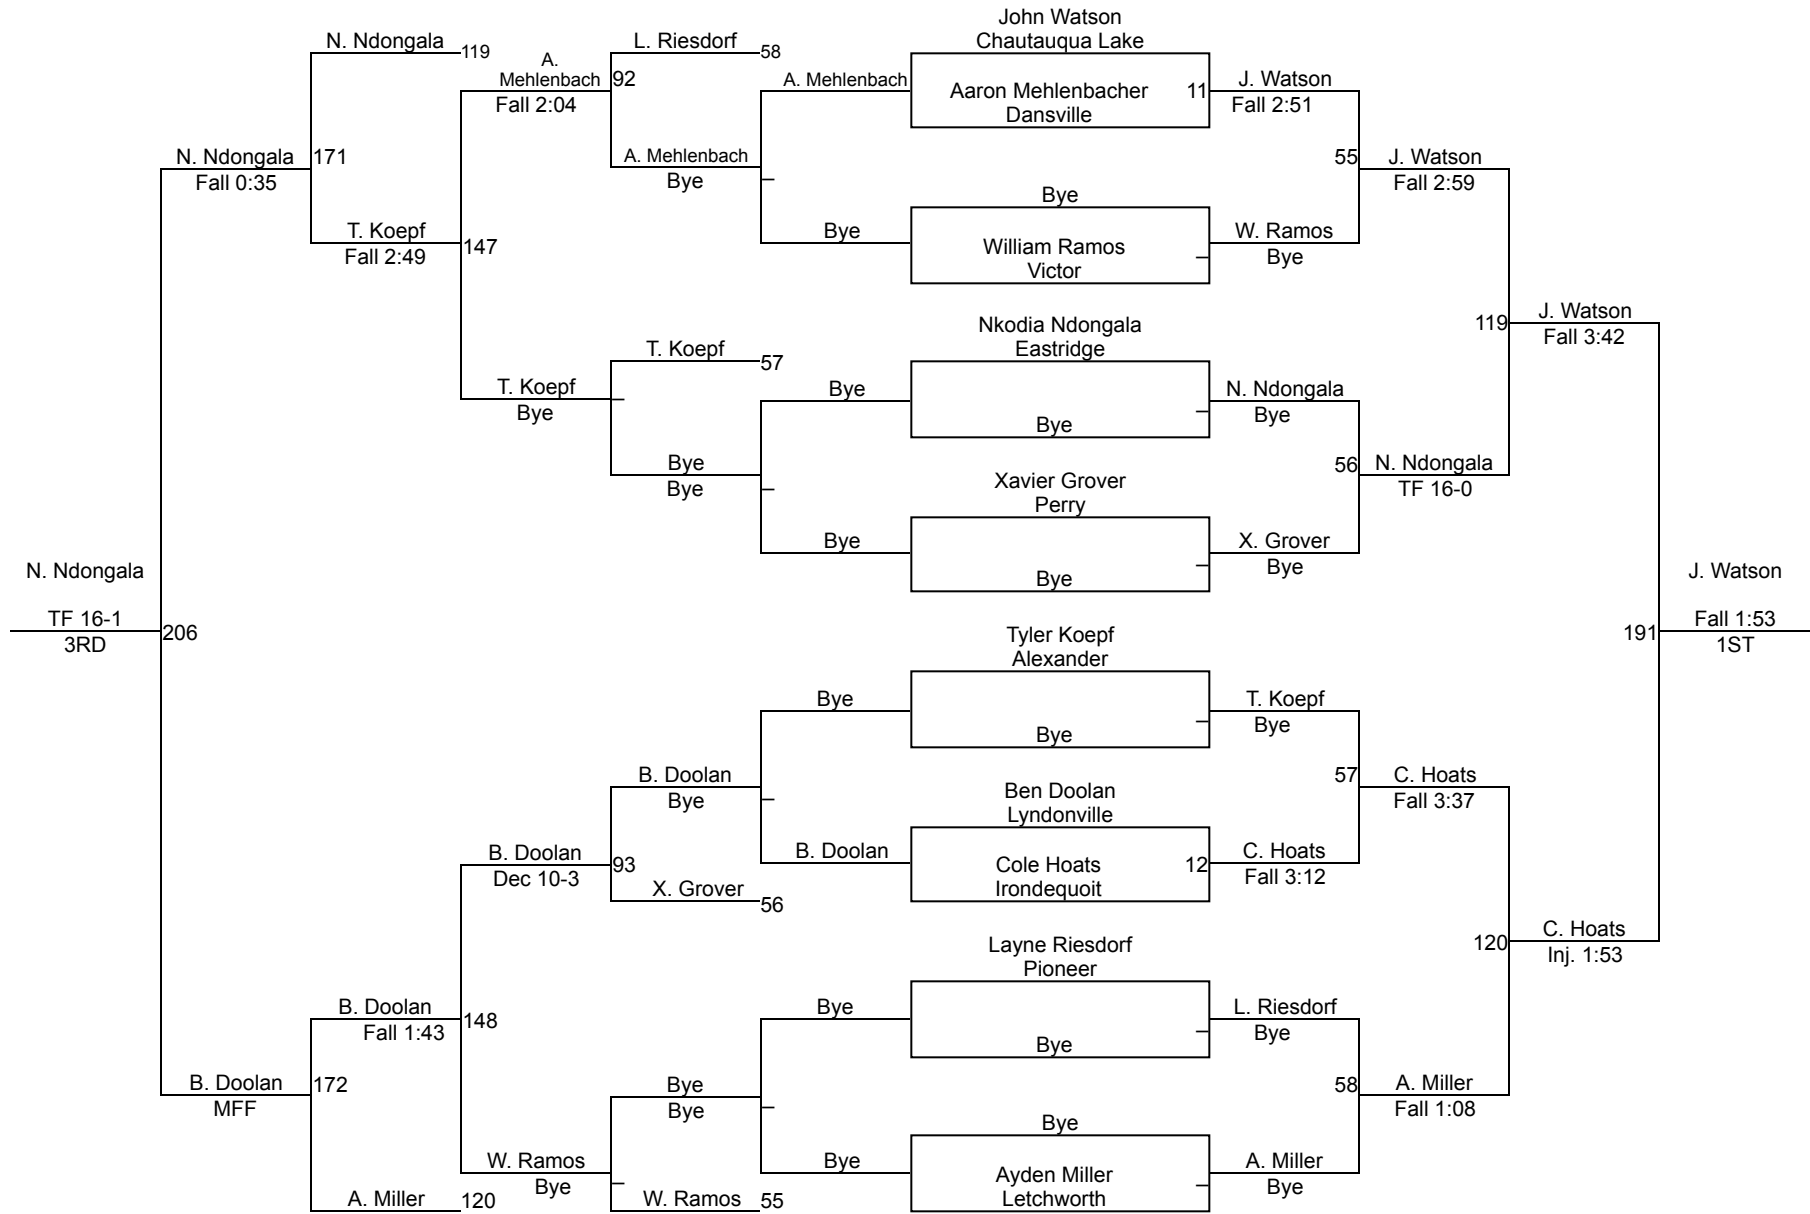 John Watson
Chautauqua Lake
N. Ndongala
119
A.
Mehlenbach
92
Fall 2:04
L. Riesdorf
58
A. Mehlenbach
Aaron Mehlenbacher
11
Dansville
J. Watson
Fall 2:51
N. Ndongala
171
Fall 0:35
A. Mehlenbach
Bye
55
J. Watson
Fall 2:59
T. Koepf
Fall 2:49
147
Bye
Bye
William Ramos
Victor
W. Ramos
Bye
119
J. Watson
Fall 3:42
Nkodia Ndongala
Eastridge
T. Koepf
57
T. Koepf
Bye
Bye
Bye
N. Ndongala
Bye
Bye
Bye
Xavier Grover
Perry
56
N. Ndongala
TF 16-0
Bye
Bye
X. Grover
Bye
N. Ndongala
TF 16-1
3RD
206
J. Watson
191
Fall 1:53
1ST
Tyler Koepf
Alexander
Bye
Bye
T. Koepf
Bye
B. Doolan
Bye
Ben Doolan
Lyndonville
57
C. Hoats
Fall 3:37
B. Doolan
Dec 10-3
93
B. Doolan
Cole Hoats
12
Irondequoit
C. Hoats
Fall 3:12
X. Grover
56
Layne Riesdorf
Pioneer
120
C. Hoats
Inj. 1:53
B. Doolan
Fall 1:43
148
Bye
Bye
L. Riesdorf
Bye
B. Doolan
172
MFF
Bye
Bye
58
A. Miller
Fall 1:08
Bye
W. Ramos
Bye
Bye
Ayden Miller
Letchworth
A. Miller
Bye
A. Miller
120
W. Ramos
55